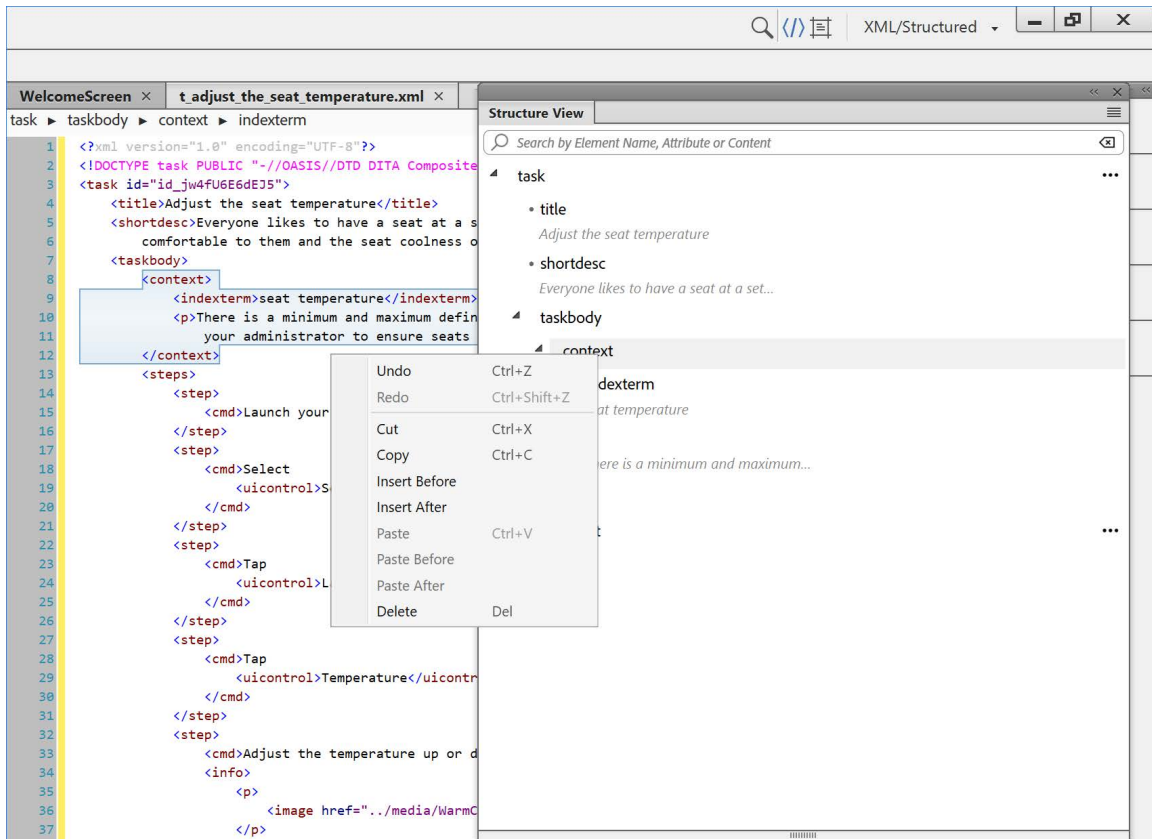 XML/Structured
WelcomeScreen × t_adjust_the_seat_temperature.xml ×
task ▸ taskbody ▸ context ▸ indexterm
1 <?xml version="1.0" encoding="UTF-8"?>
2 <!DOCTYPE task PUBLIC "-//OASIS//DTD DITA Composite
3 <task id="id_jw4fU6E6dEJ5">
4 <title>Adjust the seat temperature</title>
5 <shortdesc>Everyone likes to have a seat at a s
6 comfortable to them and the seat coolness o
7 <taskbody>
8 <context>
9 <indexterm>seat temperature</indexterm>
10 <p>There is a minimum and maximum defin
11 your administrator to ensure seats
12 </context>
13 <steps>
14 <step>
15 <cmd>Launch your
16 </step>
17 <step>
18 <cmd>Select
19 <uicontrol>S
20 </cmd>
21 </step>
22 <step>
23 <cmd>Tap
24 <uicontrol>L
25 </cmd>
26 </step>
27 <step>
28 <cmd>Tap
29 <uicontrol>Temperature</uicontr
30 </cmd>
31 </step>
32 <step>
33 <cmd>Adjust the temperature up or d
34 <info>
35 <p>
36 <image href="../media/WarmC
37 </p>
Structure View
Search by Element Name, Attribute or Content
task
title
Adjust the seat temperature
shortdesc
Everyone likes to have a seat at a set...
taskbody
context
dexterm
at temperature
ere is a minimum and maximum...
t
Undo Ctrl+Z
Redo Ctrl+Shift+Z
Cut Ctrl+X
Copy Ctrl+C
Insert Before
Insert After
Paste Ctrl+V
Paste Before
Paste After
Delete Del